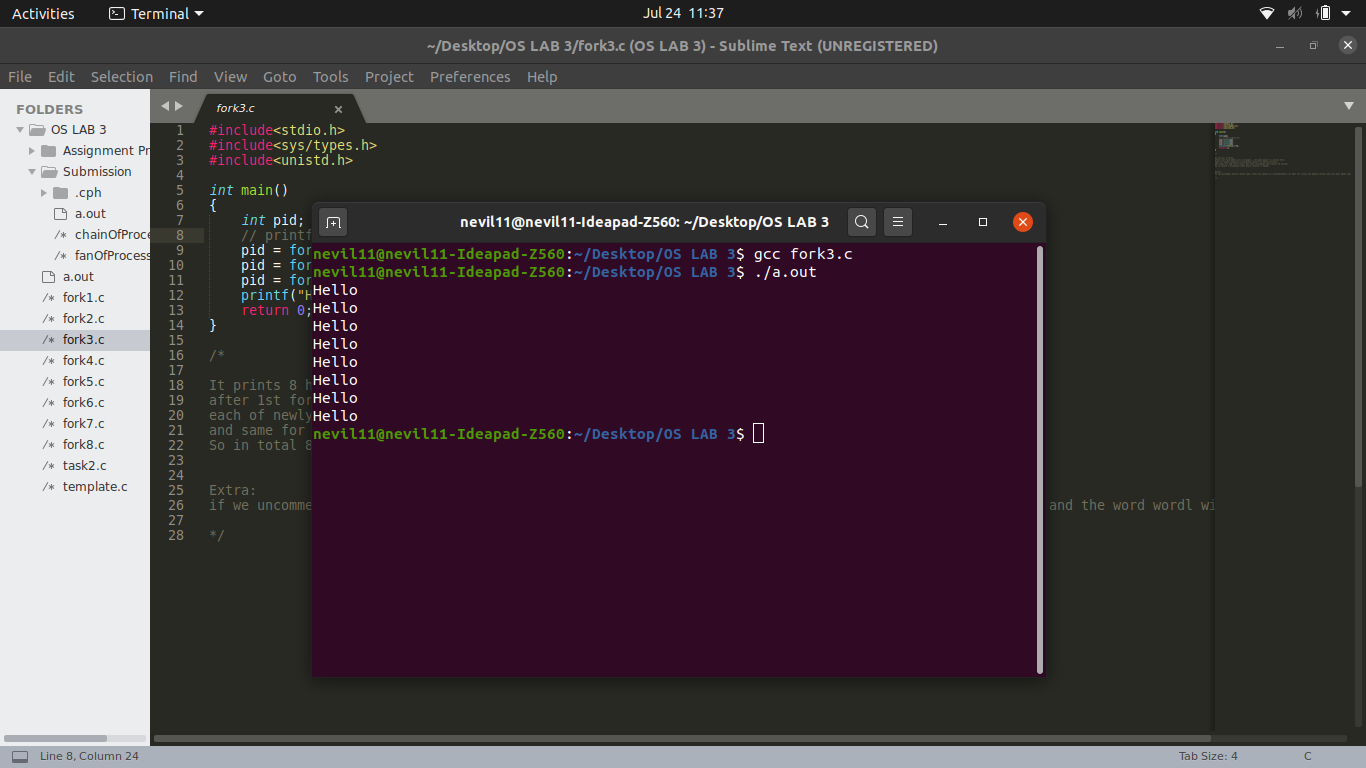 Activities
Terminal
Jul 24 11:37
~/Desktop/OS LAB 3/fork3.c (OS LAB 3) - Sublime Text (UNREGISTERED)
File Edit Selection Find View Goto Tools Project Preferences Help
FOLDERS
OS LAB 3
Assignment Pr
Submission
.cph
a.out
/* chainOfProce
/* fanOfProcess
a.out
/* fork1.c
/* fork2.c
/* fork3.c
/* fork4.c
/* fork5.c
/* fork6.c
/* fork7.c
/* fork8.c
/* task2.c
/* template.c
fork3.c
1 #include<stdio.h>
2 #include<sys/types.h>
3 #include<unistd.h>
4
5 int main()
6 {
7 int pid;
8 // printf
9 pid = for
10 pid = for
11 pid = for
12 printf("H
13 return 0;
14 }
15
16 /*
17
18 It prints 8 h
19 after 1st for
20 each of newly
21 and same for
22 So in total 8
23
24
25 Extra:
26 if we uncomme and the word wordl wi
27
28 */
nevil11@nevil11-Ideapad-Z560: ~/Desktop/OS LAB 3
nevil11@nevil11-Ideapad-Z560:~/Desktop/OS LAB 3$ gcc fork3.c
nevil11@nevil11-Ideapad-Z560:~/Desktop/OS LAB 3$ ./a.out
Hello
Hello
Hello
Hello
Hello
Hello
Hello
Hello
nevil11@nevil11-Ideapad-Z560:~/Desktop/OS LAB 3$
Line 8, Column 24
Tab Size: 4
C